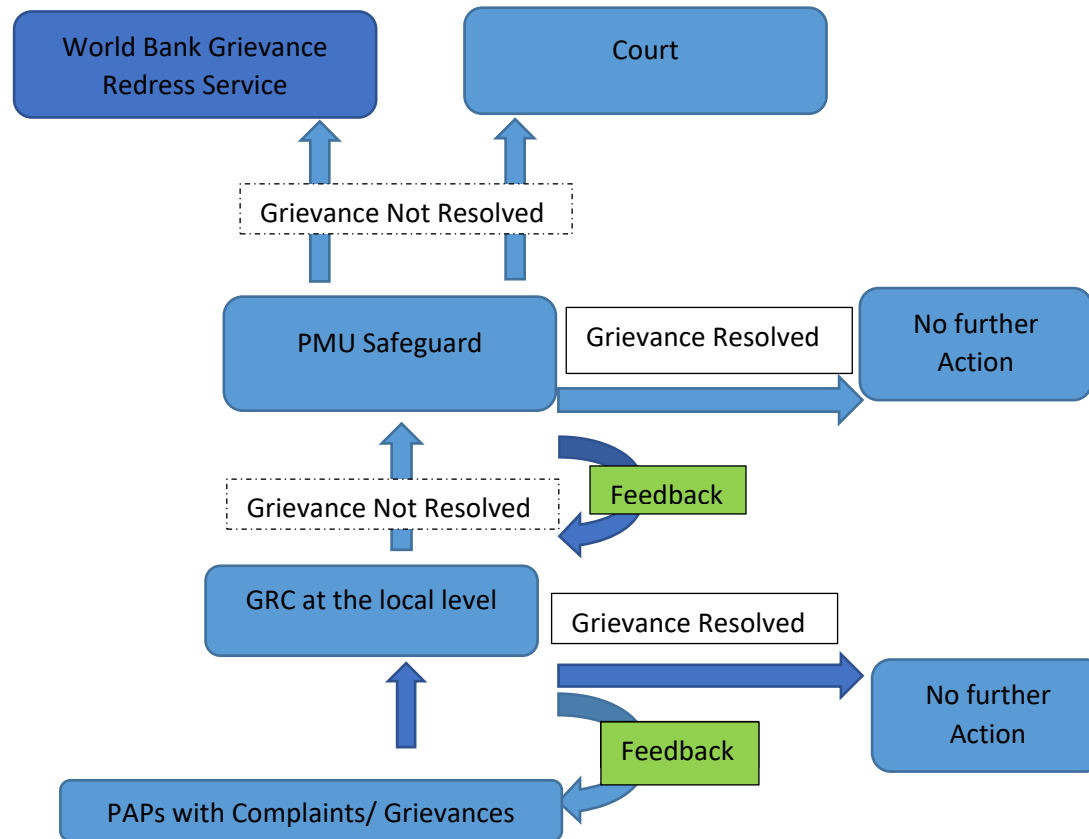 World Bank Grievance
Redress Service
Court
Grievance Not Resolved
PMU Safeguard
Grievance Resolved
No further
Action
Grievance Not Resolved
Feedback
GRC at the local level
Grievance Resolved
No further
Action
Feedback
PAPs with Complaints/ Grievances